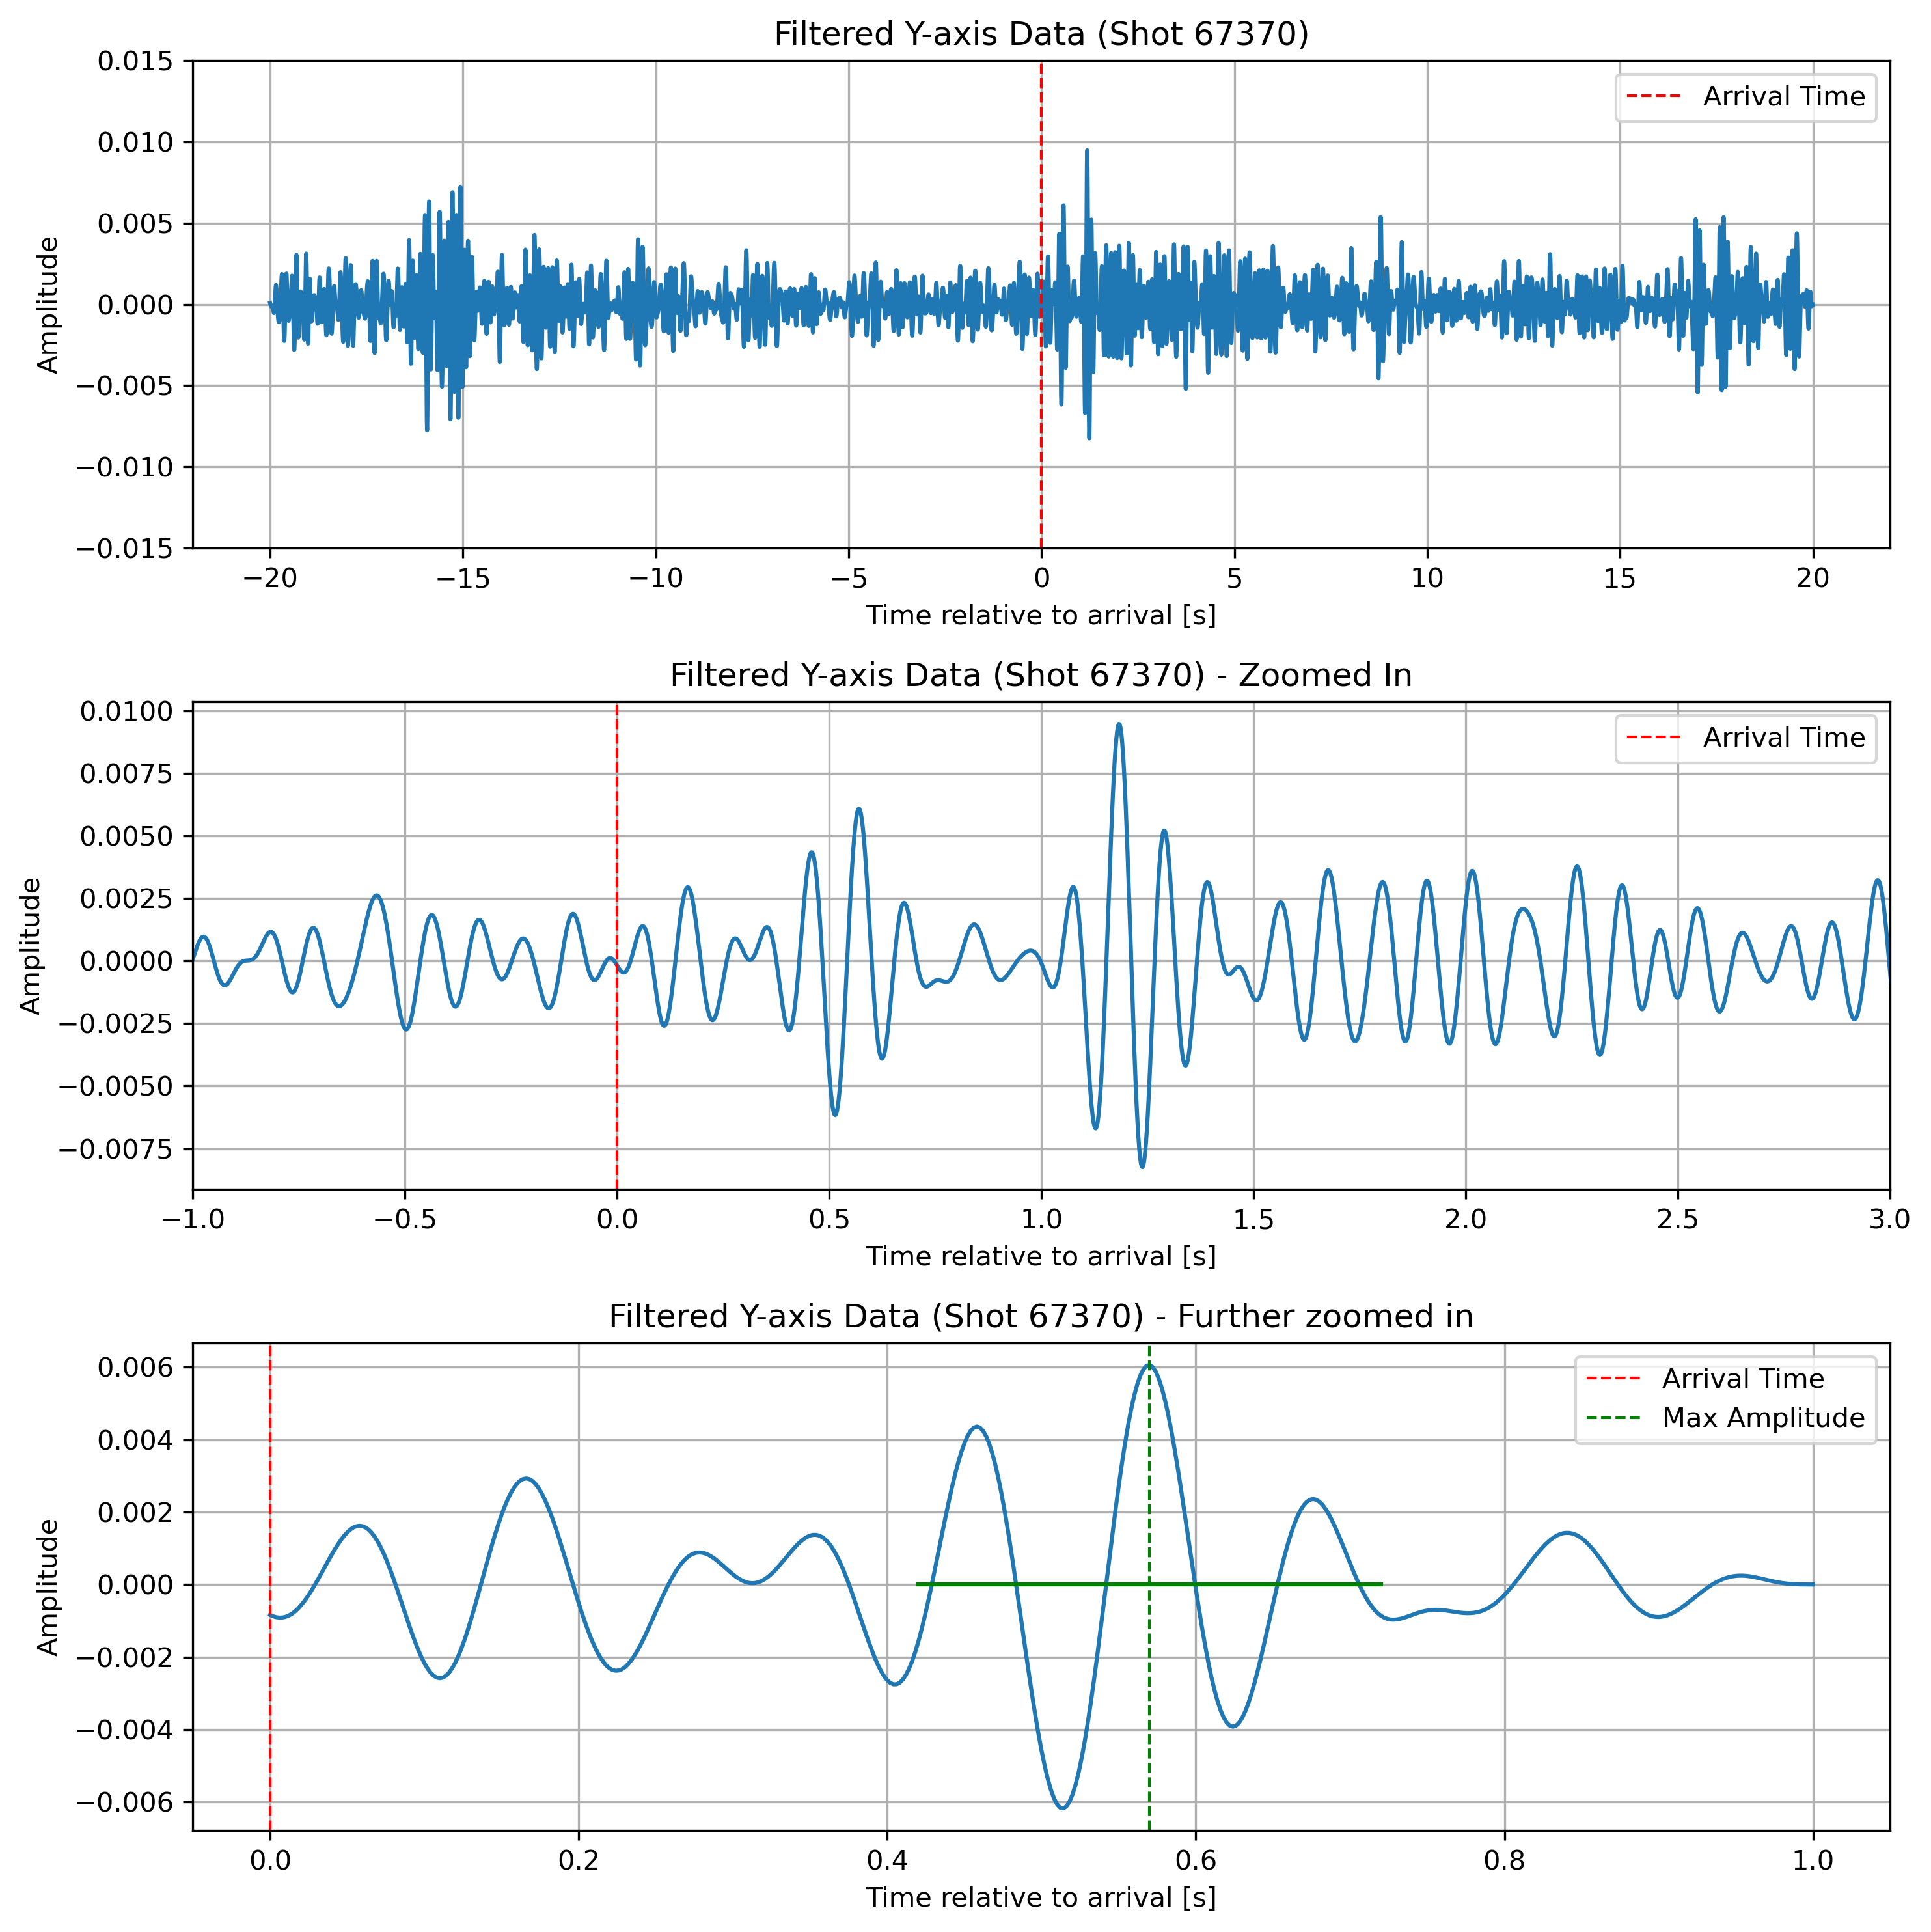 Filtered Y-axis Data (Shot 67370)
Amplitude
0.015
0.010
0.005
0.000
−0.005
−0.010
−0.015
Arrival Time
−20 −15 −10 −5 0 5 10 15 20
Time relative to arrival [s]
Filtered Y-axis Data (Shot 67370) - Zoomed In
Amplitude
0.0100
0.0075
0.0050
0.0025
0.0000
−0.0025
−0.0050
−0.0075
Arrival Time
−1.0 −0.5 0.0 0.5 1.0 1.5 2.0 2.5 3.0
Time relative to arrival [s]
Filtered Y-axis Data (Shot 67370) - Further zoomed in
Amplitude
0.006
0.004
0.002
0.000
−0.002
−0.004
−0.006
Arrival Time
Max Amplitude
0.0 0.2 0.4 0.6 0.8 1.0
Time relative to arrival [s]